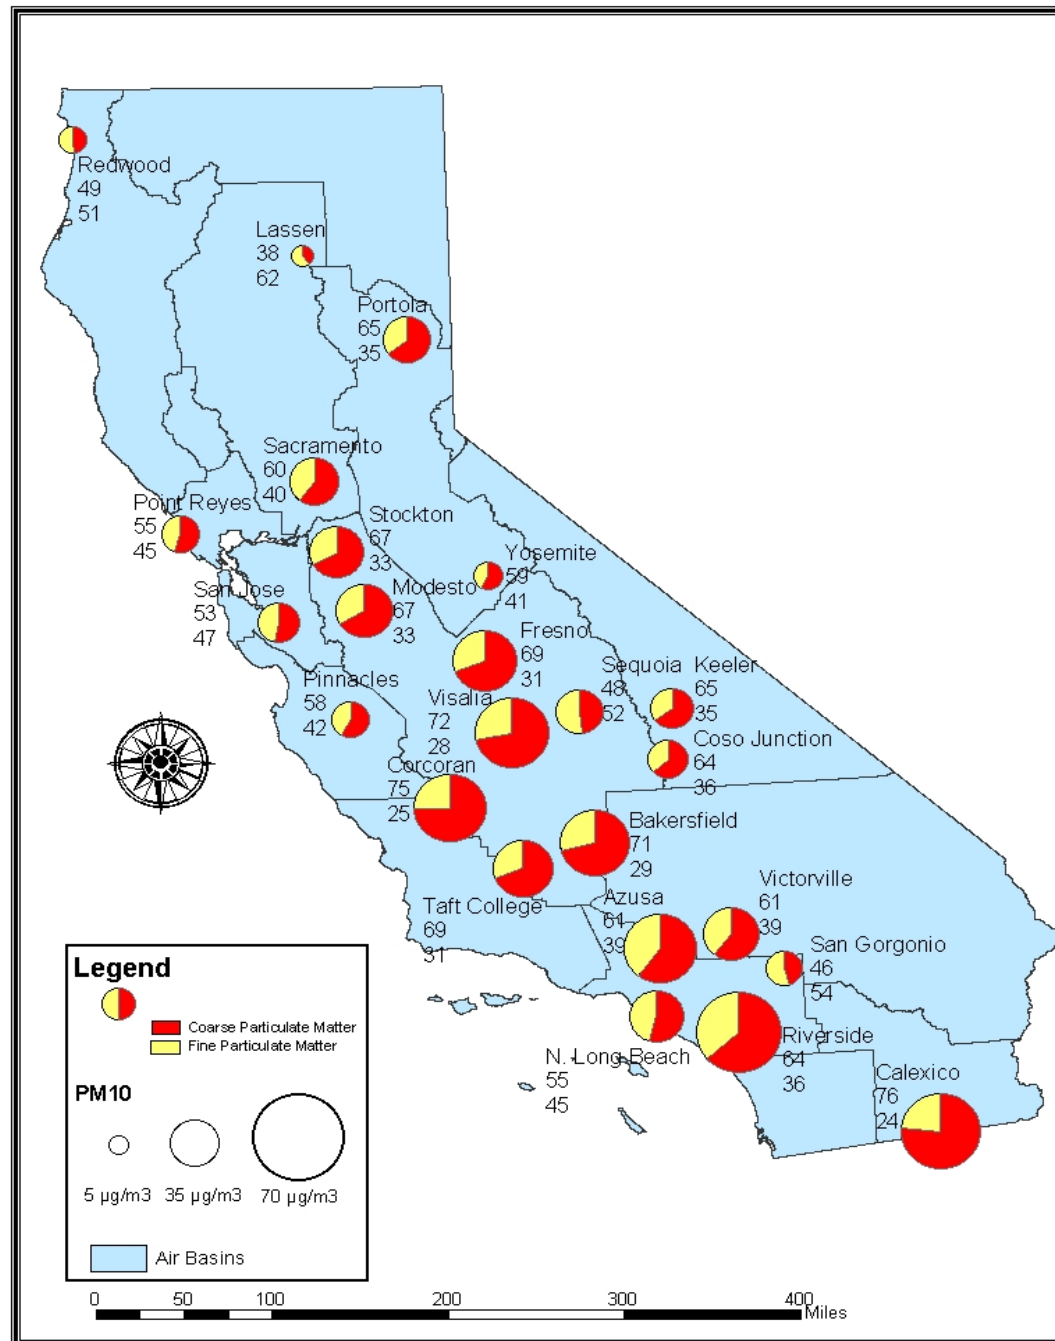 Redwood
49
51
Lassen
38
62
Portola
65
35
Sacramento
60
40
Point Reyes
55
45
Stockton
67
33
Yosemite
59
41
San Jose
53
47
Modesto
67
33
Fresno
69
31
Sequoia
48
52
Keeler
65
35
Pinnacles
58
42
Visalia
72
28
Coso Junction
64
36
Corcoran
75
25
Bakersfield
71
29
Victorville
61
39
Taft College
69
31
Azusa
61
39
San Gorgonio
46
54
N. Long Beach
55
45
Riverside
64
36
Calexico
76
24
Legend
Coarse Particulate Matter
Fine Particulate Matter
PM10
5 µg/m3 35 µg/m3 70 µg/m3
Air Basins
0 50 100 200 300 400
Miles